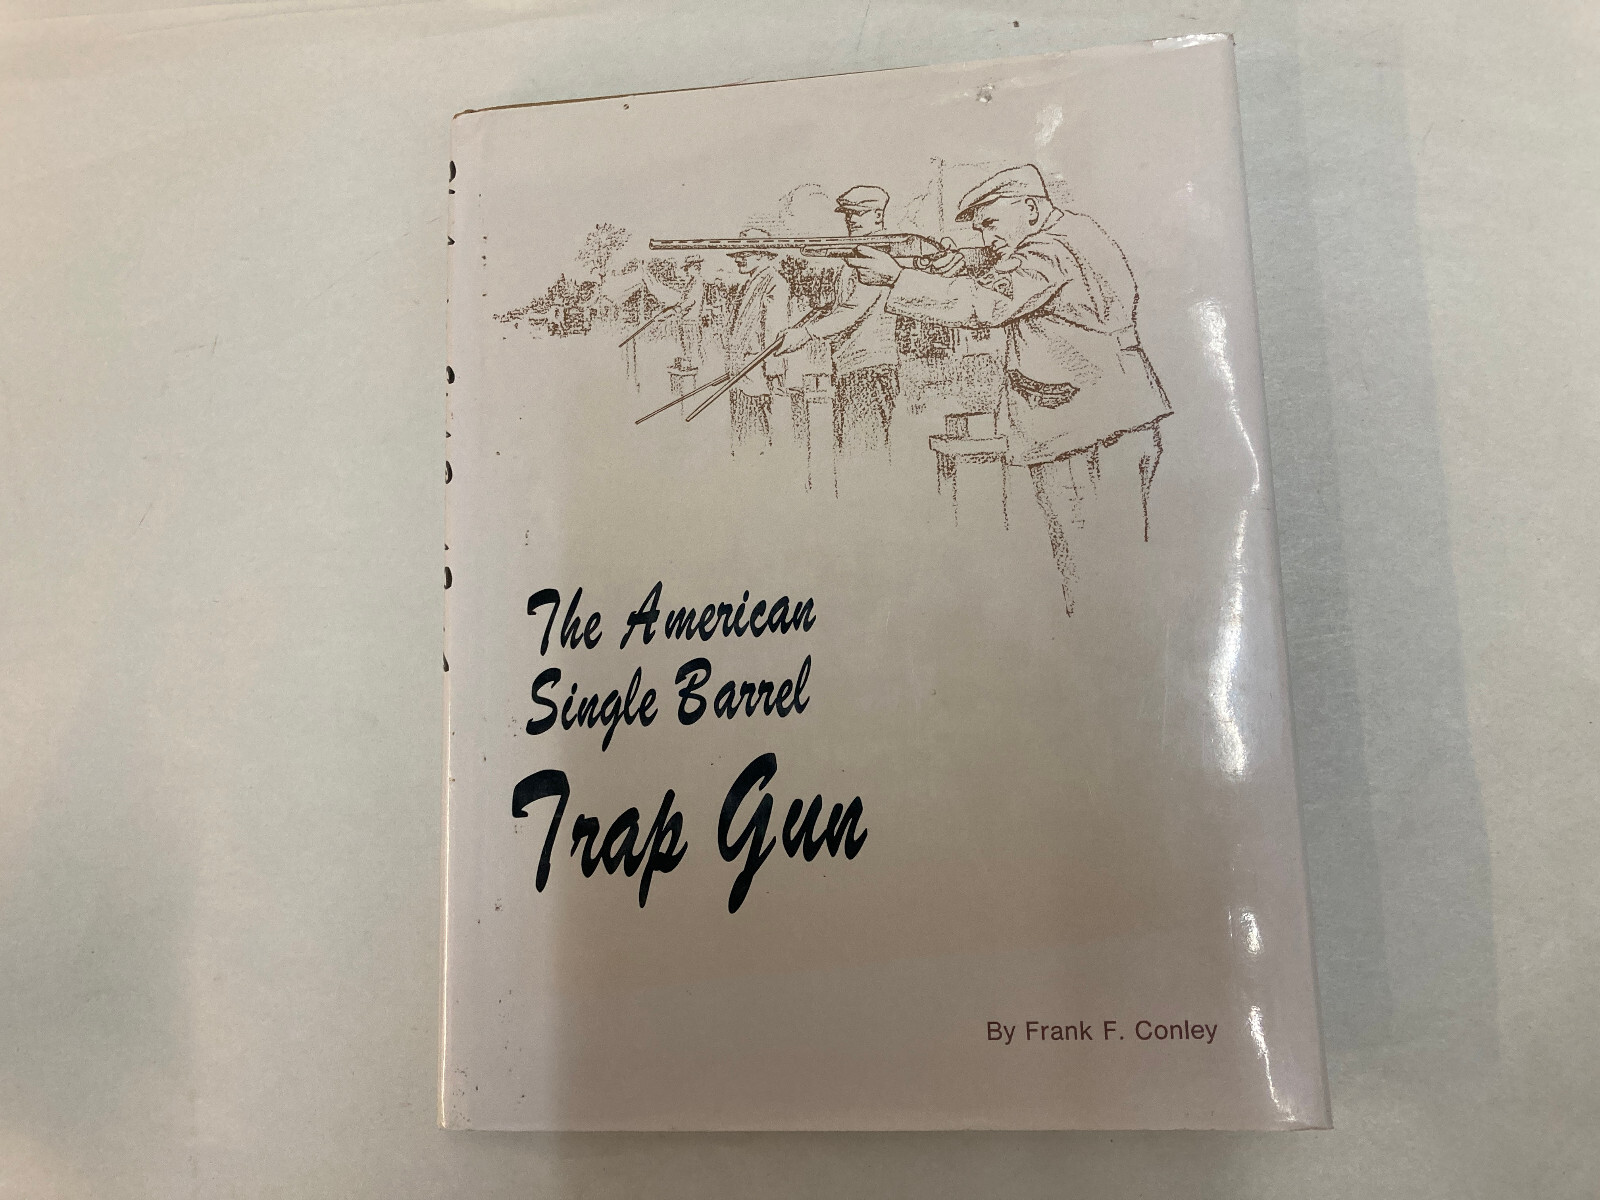 The American
Single Barrel
Trap Gun
By Frank F. Conley